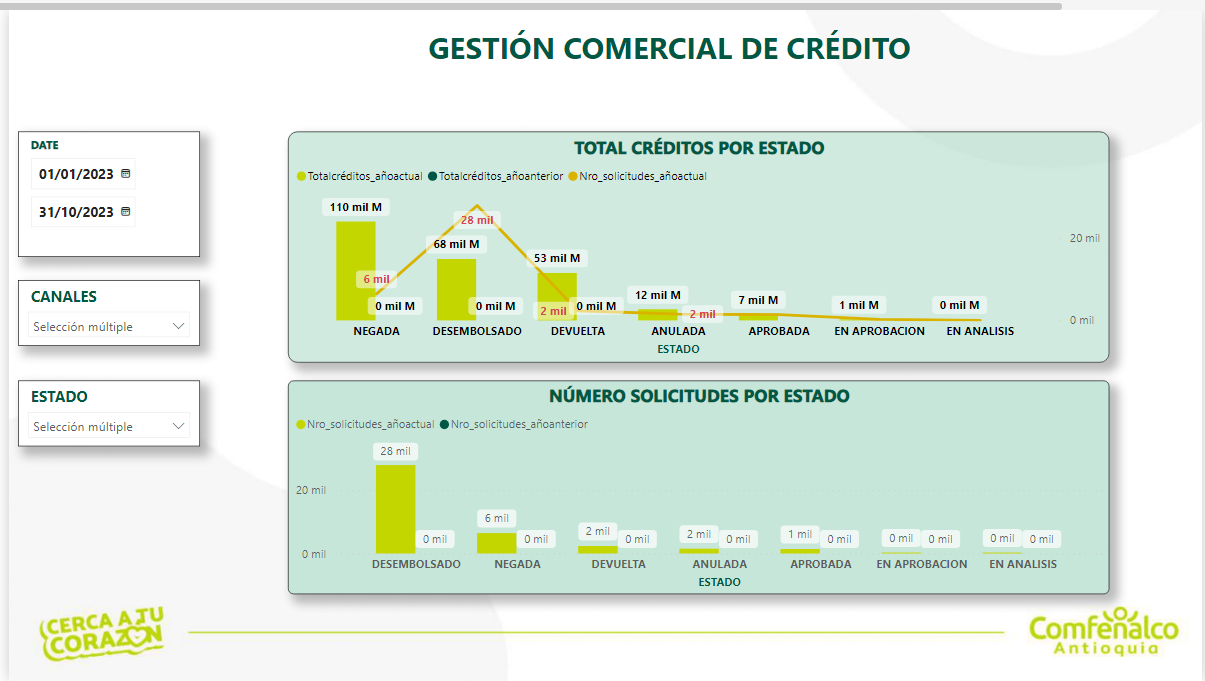 GESTIÓN COMERCIAL DE CRÉDITO
DATE
01/01/2023
31/10/2023
CANALES
Selección múltiple
ESTADO
Selección múltiple
TOTAL CRÉDITOS POR ESTADO
Totalcréditos_añoactual Totalcréditos_añoanterior Nro_solicitudes_añoactual
110 mil M
28 mil
20 mil
68 mil M
53 mil M
6 mil
12 mil M
7 mil M
1 mil M
0 mil M
0 mil M
0 mil M
2 mil
0 mil M
2 mil
0 mil
NEGADA DESEMBOLSADO DEVUELTA ANULADA APROBADA EN APROBACION EN ANALISIS
ESTADO
NÚMERO SOLICITUDES POR ESTADO
Nro_solicitudes_añoactual Nro_solicitudes_añoanterior
28 mil
20 mil
6 mil
2 mil
2 mil
1 mil
0 mil
0 mil
0 mil
0 mil
0 mil
0 mil
0 mil
0 mil
0 mil
0 mil
DESEMBOLSADO NEGADA DEVUELTA ANULADA APROBADA EN APROBACION EN ANALISIS
ESTADO
CERCA A TU
CORAZÓN
Comfenalco
Antioquia